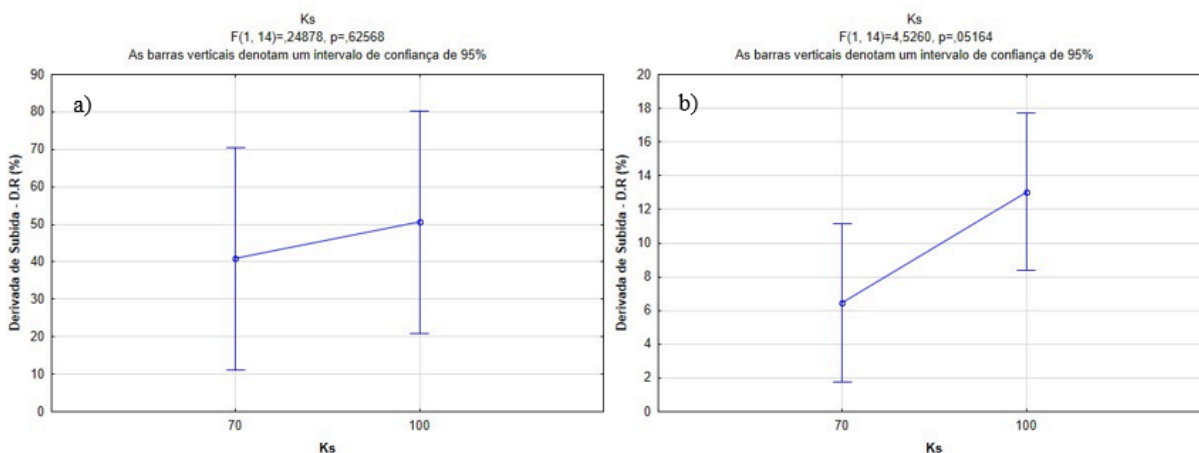 Ks
F(1, 14)=,24878, p=,62568
As barras verticais denotam um intervalo de confiança de 95%
a)
Derivada de Subida - D.R (%)
90
80
70
60
50
40
30
20
10
0
70
100
Ks
Ks
F(1, 14)=4,5260, p=,05164
As barras verticais denotam um intervalo de confiança de 95%
b)
Derivada de Subida - D.R (%)
20
18
16
14
12
10
8
6
4
2
0
70
100
Ks